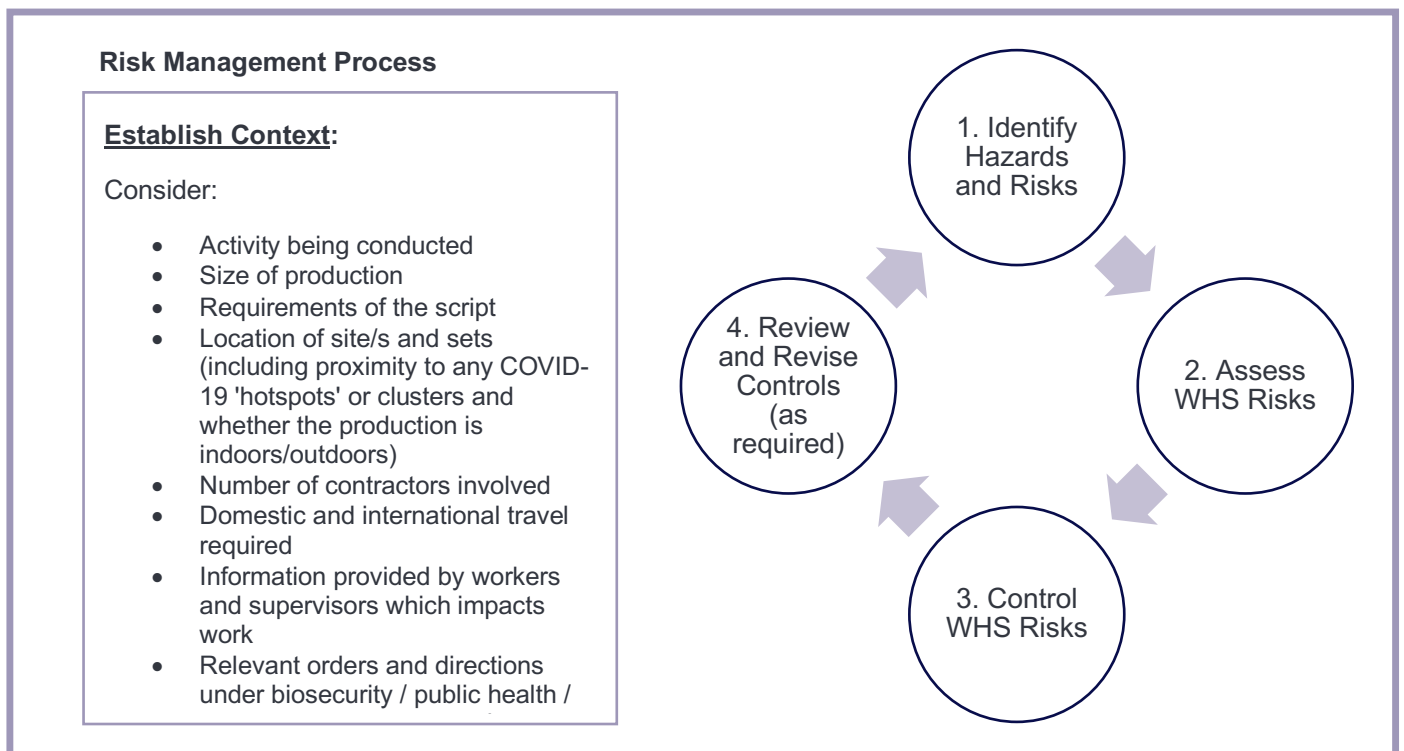 Risk Management Process
Establish Context:
Consider:
• Activity being conducted
• Size of production
• Requirements of the script
• Location of site/s and sets
(including proximity to any COVID-
19 'hotspots' or clusters and
whether the production is
indoors/outdoors)
• Number of contractors involved
• Domestic and international travel
required
• Information provided by workers
and supervisors which impacts
work
• Relevant orders and directions
under biosecurity / public health /
1. Identify
Hazards
and Risks
2. Assess
WHS Risks
3. Control
WHS Risks
4. Review
and Revise
Controls
(as
required)